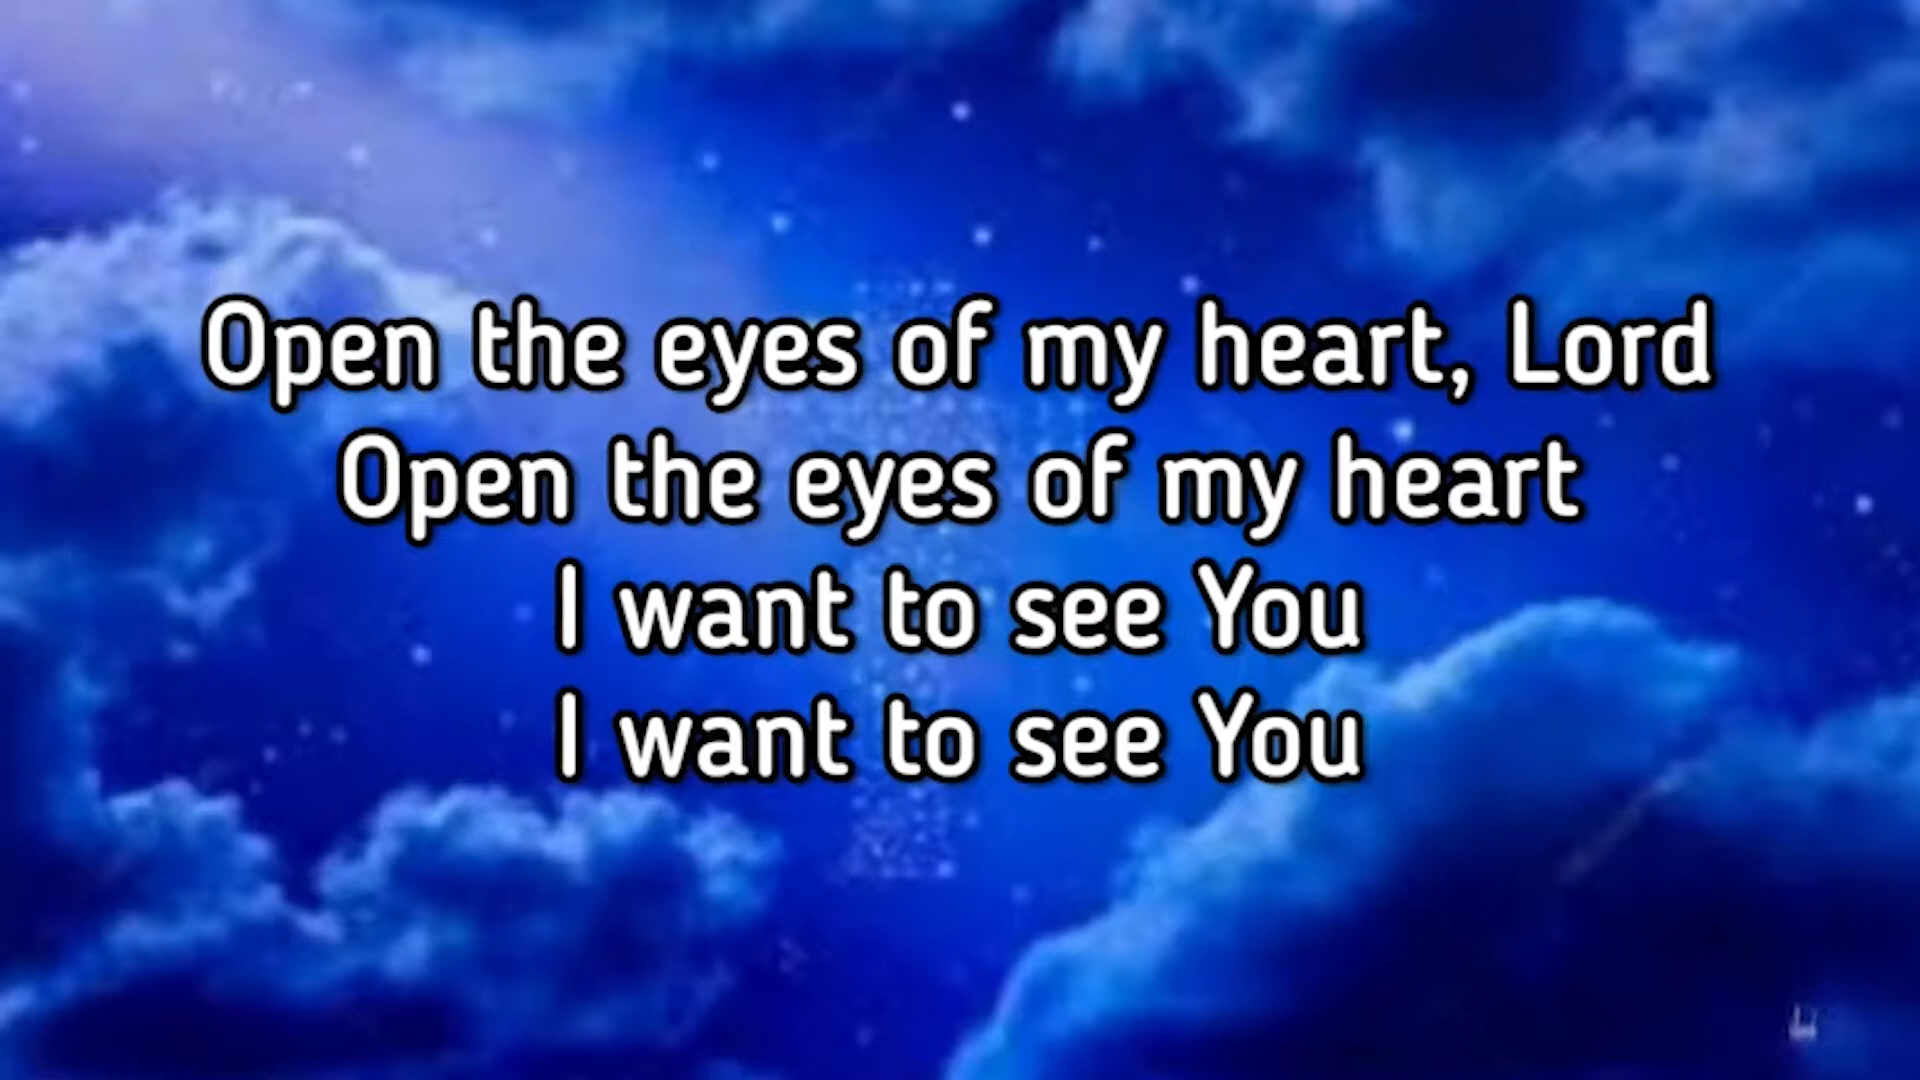 Open the eyes of my heart, Lord
Open the eyes of my heart
I want to see You
I want to see You